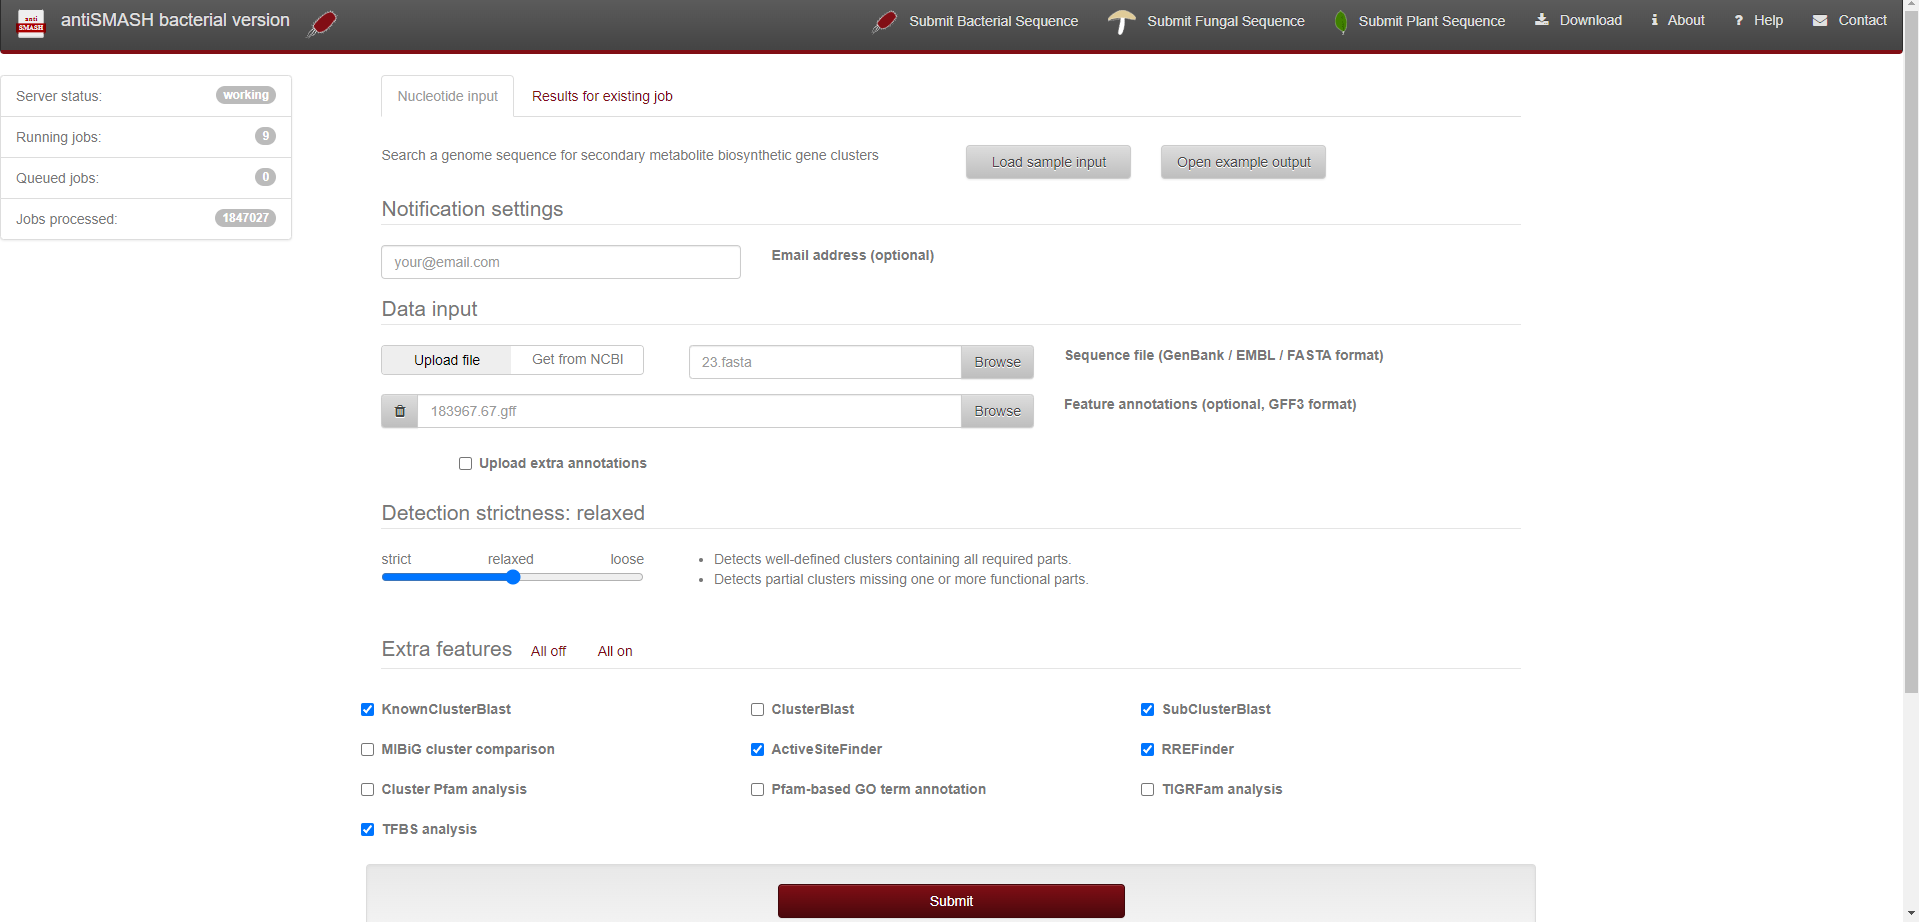 anti
SMASH
antiSMASH bacterial version
Submit Bacterial Sequence
Submit Fungal Sequence
Submit Plant Sequence
Download
About
Help
Contact
Server status: working
Running jobs: 9
Queued jobs: 0
Jobs processed: 1847027
Nucleotide input
Results for existing job
Search a genome sequence for secondary metabolite biosynthetic gene clusters
Load sample input
Open example output
Notification settings
your@email.com
Email address (optional)
Data input
Upload file
Get from NCBI
23.fasta
Browse
Sequence file (GenBank / EMBL / FASTA format)
183967.67.gff
Browse
Feature annotations (optional, GFF3 format)
Upload extra annotations
Detection strictness: relaxed
strict relaxed loose
• Detects well-defined clusters containing all required parts.
• Detects partial clusters missing one or more functional parts.
Extra features
All off
All on
KnownClusterBlast
ClusterBlast
SubClusterBlast
MIBiG cluster comparison
ActiveSiteFinder
RREFinder
Cluster Pfam analysis
Pfam-based GO term annotation
TIGRFam analysis
TFBS analysis
Submit